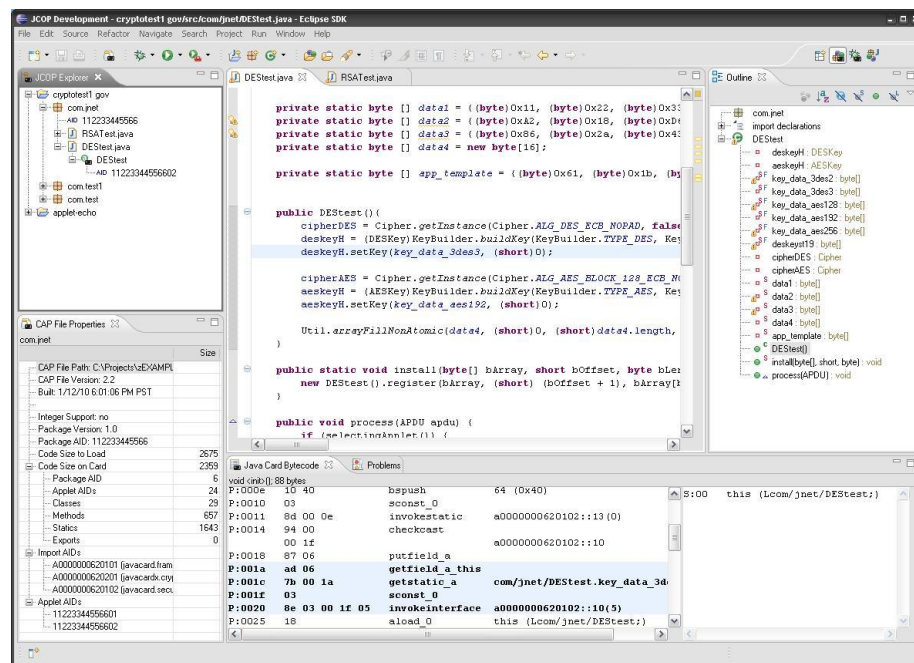 JCOP Development - cryptotest1 gov/src/com/jnet/DEStest.java - Eclipse SDK
File Edit Source Refactor Navigate Search Project Run Window Help
JCOP Explorer
cryptotest1 gov
com.jnet
AID 112233445566
RSATest.java
DEStest.java
DEStest
AID 11223344556602
com.test1
com.test
applet-echo
CAP File Properties
com.jnet
Size
CAP File Path: C:\Projects\zEXAMPL
CAP File Version: 2.2
Built: 1/12/10 6:01:06 PM PST
Integer Support: no
Package Version: 1.0
Package AID: 112233445566
Code Size to Load 2675
Code Size on Card 2359
Package AID 6
Applet AIDs 24
Classes 29
Methods 657
Statics 1643
Exports 0
Import AIDs
A0000000620101 (javacard.fram
A0000000620201 (javacardx.cry
A0000000620102 (javacard.secu
Applet AIDs
11223344556601
11223344556602
DEStest.java RSATest.java
private static byte [] data1 = {(byte)0x11, (byte)0x22, (byte)0x33
private static byte [] data2 = {(byte)0xA2, (byte)0x18, (byte)0xD6
private static byte [] data3 = {(byte)0x86, (byte)0x2a, (byte)0x43
private static byte [] data4 = new byte[16];
private static byte [] app_template = {(byte)0x61, (byte)0x1b, (by
public DEStest(){
cipherDES = Cipher.getInstance(Cipher.ALG_DES_ECB_NOPAD, false
deskeyH = (DESKey)KeyBuilder.buildKey(KeyBuilder.TYPE_DES, Key
deskeyH.setKey(key_data_3des3, (short)0);
cipherAES = Cipher.getInstance(Cipher.ALG_AES_BLOCK_128_ECB_NO
aeskeyH = (AESKey)KeyBuilder.buildKey(KeyBuilder.TYPE_AES, Key
aeskeyH.setKey(key_data_aes192, (short)0);
Util.arrayFillNonAtomic(data4, (short)0, (short)data4.length,
}
public static void install(byte[] bArray, short bOffset, byte bLen
new DEStest().register(bArray, (short) (bOffset + 1), bArray[b
}
public void process(APDU apdu) {
if (selectingApplet()) {
Outline
com.jnet
import declarations
DEStest
deskeyH : DESKey
aeskeyH : AESKey
key_data_3des2 : byte[]
key_data_3des3 : byte[]
key_data_aes128 : byte[]
key_data_aes192 : byte[]
key_data_aes256 : byte[]
deskeyst19 : byte[]
cipherDES : Cipher
cipherAES : Cipher
data1 : byte[]
data2 : byte[]
data3 : byte[]
data4 : byte[]
app_template : byte[]
DEStest()
install(byte[], short, byte) : void
process(APDU) : void
Java Card Bytecode Problems
void <init>(); 88 bytes
P:000e 10 40 bspush 64 (0x40)
P:0010 03 sconst_0
P:0011 8d 00 0e invokestatic a0000000620102::13(0)
P:0014 94 00 checkcast
00 1f a0000000620102::10
P:0018 87 06 putfield_a
P:001a ad 06 getfield_a_this
P:001c 7b 00 1a getstatic_a com/jnet/DEStest.key_data_3de
P:001f 03 sconst_0
P:0020 8e 03 00 1f 05 invokeinterface a0000000620102::10(5)
P:0025 18 aload_0 this (Lcom/jnet/DEStest;)
S:00 this (Lcom/jnet/DEStest;)